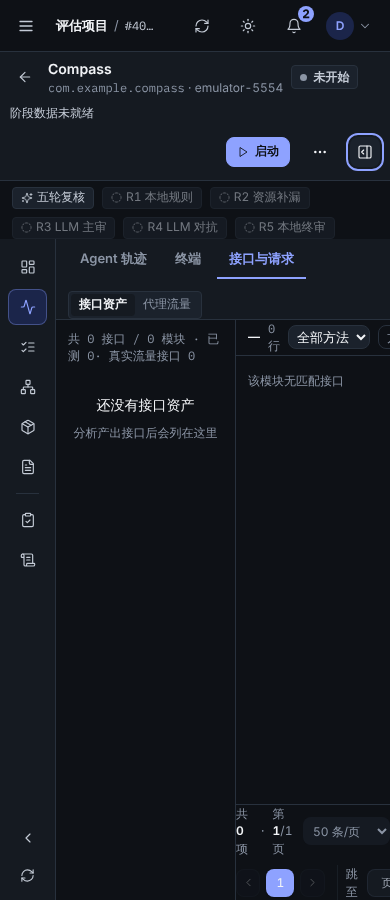 评估项目 / #40…
2
D
Compass
com.example.compass · emulator-5554
未开始
阶段数据未就绪
启动
五轮复核 R1 本地规则 R2 资源补漏
R3 LLM 主审 R4 LLM 对抗 R5 本地终审
Agent 轨迹 终端 接口与请求
接口资产 代理流量
共 0 接口 / 0 模块 · 已
测 0· 真实流量接口 0
还没有接口资产
分析产出接口后会列在这里
— 0 行 全部方法
该模块无匹配接口
共 0 项 · 第 1/1 页 50 条/页
1 跳至 页